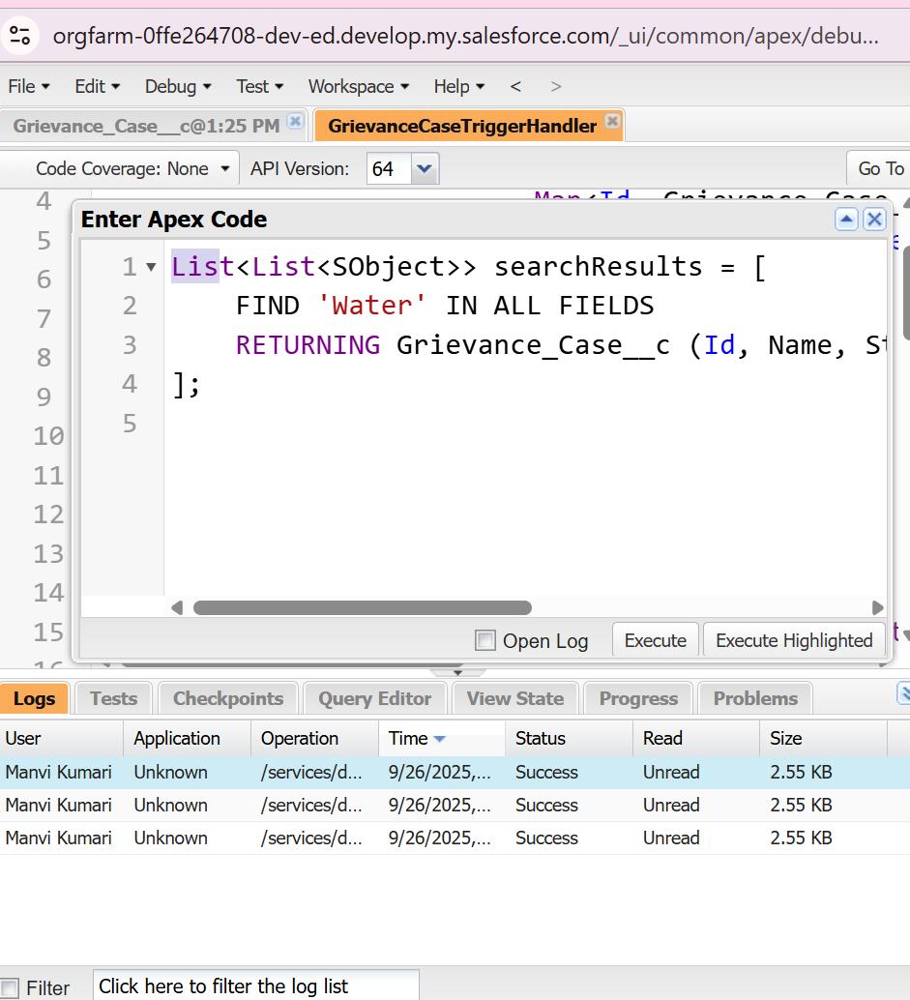 orgfarm-0ffe264708-dev-ed.develop.my.salesforce.com/_ui/common/apex/debu...
File Edit Debug Test Workspace Help < >
Grievance_Case__c@1:25 PM GrievanceCaseTriggerHandler
Code Coverage: None API Version: 64 Go To
4
5
6
7
8
9
10
11
12
13
14
15
16
Enter Apex Code
1 List<List<SObject>> searchResults = [
2 FIND 'Water' IN ALL FIELDS
3 RETURNING Grievance_Case__c (Id, Name, St
4 ];
5
Open Log Execute Execute Highlighted
Logs Tests Checkpoints Query Editor View State Progress Problems
User Application Operation Time Status Read Size
Manvi Kumari Unknown /services/d... 9/26/2025,... Success Unread 2.55 KB
Manvi Kumari Unknown /services/d... 9/26/2025,... Success Unread 2.55 KB
Manvi Kumari Unknown /services/d... 9/26/2025,... Success Unread 2.55 KB
Filter Click here to filter the log list